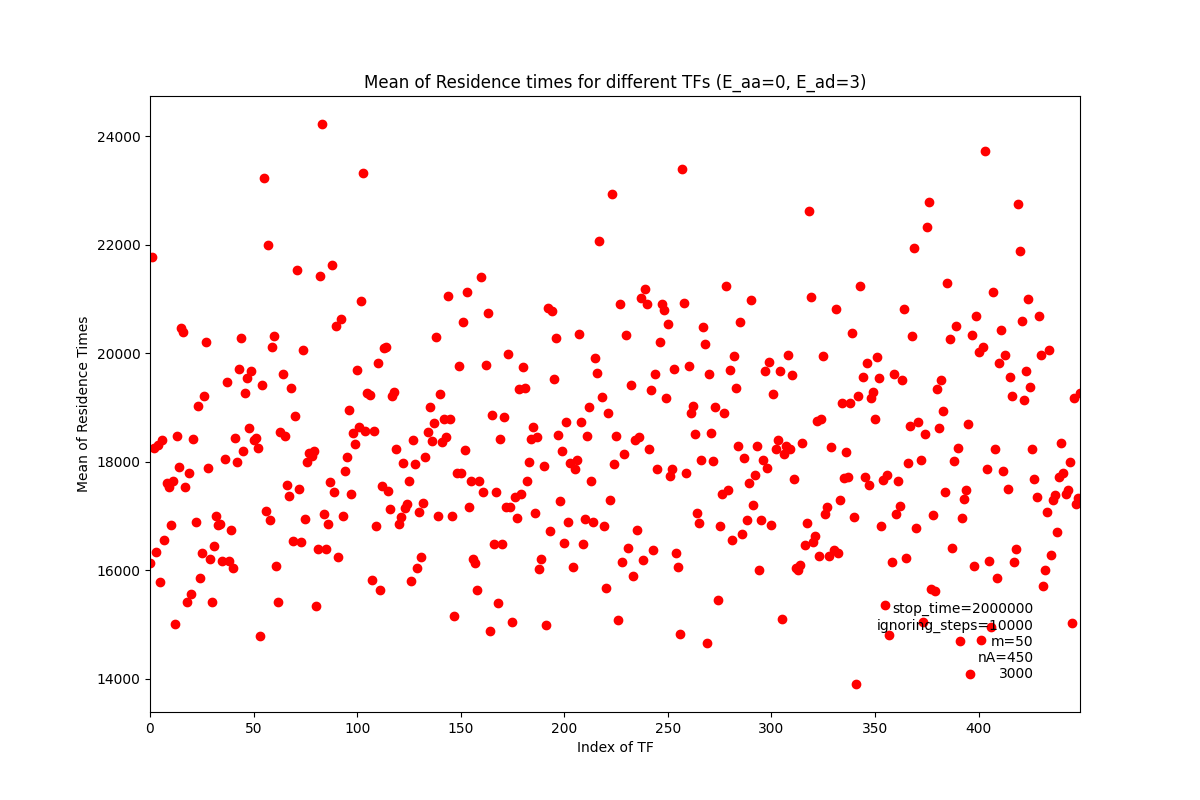 Mean of Residence times for different TFs (E_aa=0, E_ad=3)
24000
22000
20000
18000
16000
14000
Mean of Residence Times
stop_time=2000000
ignoring_steps=10000
m=50
nA=450
3000
0 50 100 150 200 250 300 350 400
Index of TF